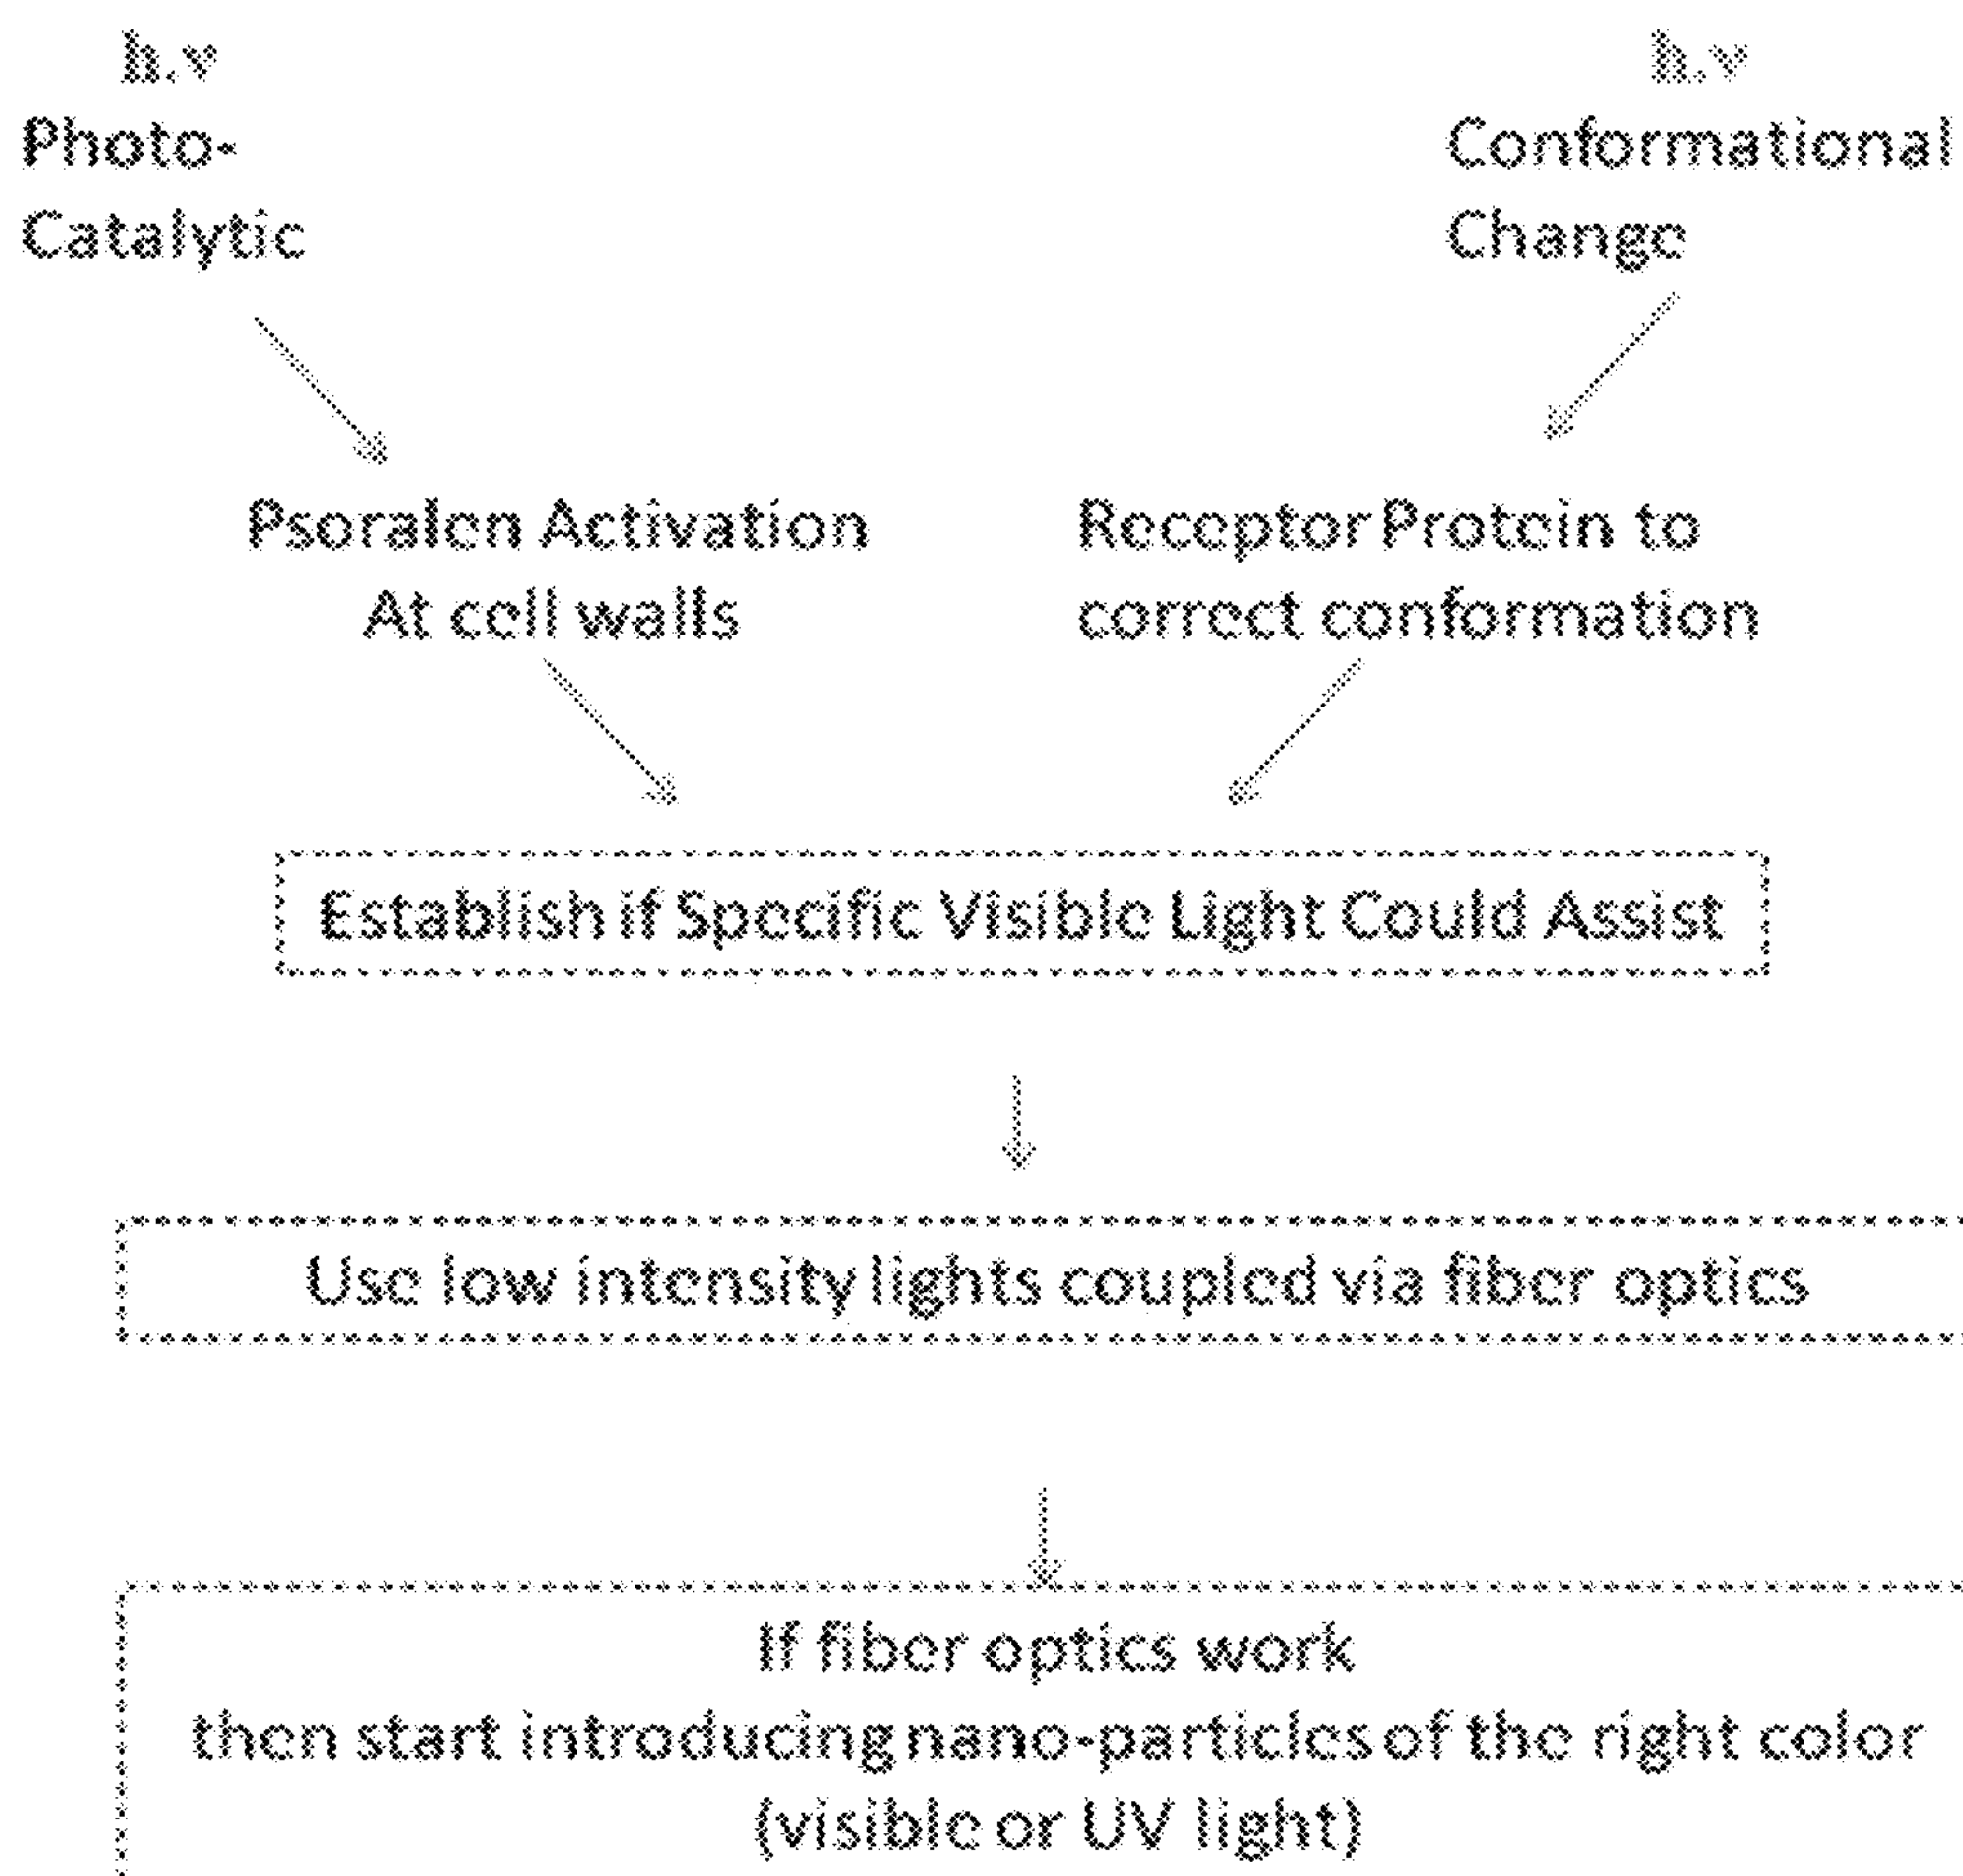 h.v
Photo-
Catalytic
h.v
Conformational
Change
Psoralen Activation
At cell walls
Receptor Protein to
correct conformation
Establish if Specific Visible Light Could Assist
Use low intensity lights coupled via fiber optics
If fiber optics work
then start introducing nano-particles of the right color
(visible or UV light)